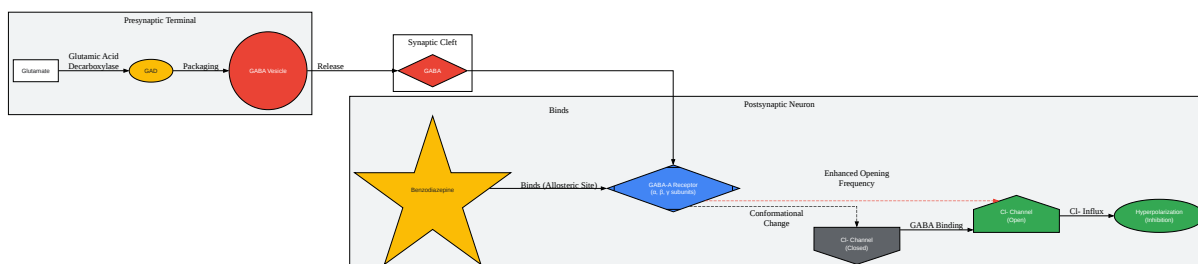 Presynaptic Terminal
Glutamate
Glutamic Acid
Decarboxylase
GAD
Packaging
GABA Vesicle
Release
Synaptic Cleft
GABA
Postsynaptic Neuron
Binds
Benzodiazepine
Binds (Allosteric Site)
GABA-A Receptor
(α, β, γ subunits)
Enhanced Opening
Frequency
Conformational
Change
Cl- Channel
(Closed)
GABA Binding
Cl- Channel
(Open)
Cl- Influx
Hyperpolarization
(Inhibition)